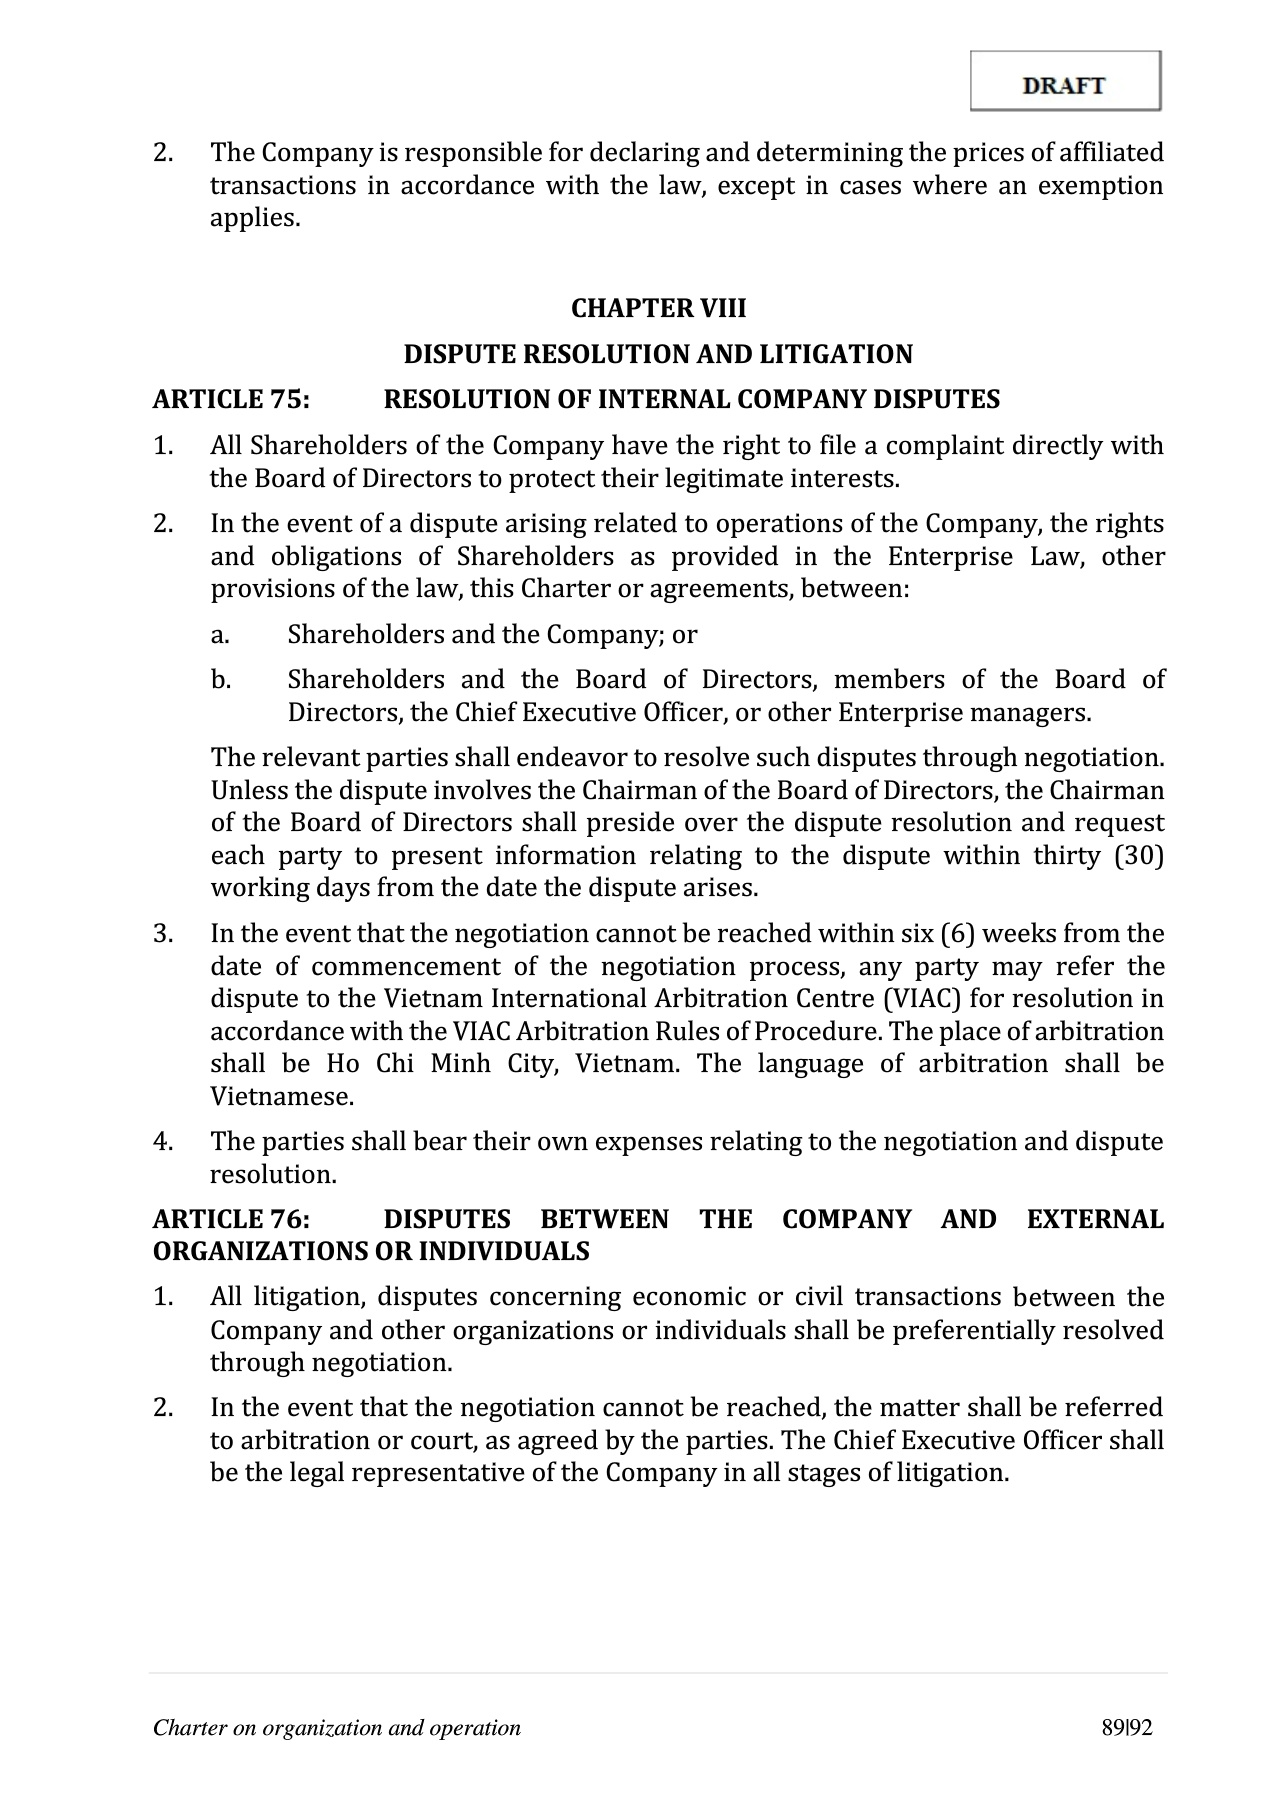 DRAFT
2. The Company is responsible for declaring and determining the prices of affiliated
transactions in accordance with the law, except in cases where an exemption
applies.
CHAPTER VIII
DISPUTE RESOLUTION AND LITIGATION
ARTICLE 75: RESOLUTION OF INTERNAL COMPANY DISPUTES
1. All Shareholders of the Company have the right to file a complaint directly with
the Board of Directors to protect their legitimate interests.
2. In the event of a dispute arising related to operations of the Company, the rights
and obligations of Shareholders as provided in the Enterprise Law, other
provisions of the law, this Charter or agreements, between:
a. Shareholders and the Company; or
b. Shareholders and the Board of Directors, members of the Board of
Directors, the Chief Executive Officer, or other Enterprise managers.
The relevant parties shall endeavor to resolve such disputes through negotiation.
Unless the dispute involves the Chairman of the Board of Directors, the Chairman
of the Board of Directors shall preside over the dispute resolution and request
each party to present information relating to the dispute within thirty (30)
working days from the date the dispute arises.
3. In the event that the negotiation cannot be reached within six (6) weeks from the
date of commencement of the negotiation process, any party may refer the
dispute to the Vietnam International Arbitration Centre (VIAC) for resolution in
accordance with the VIAC Arbitration Rules of Procedure. The place of arbitration
shall be Ho Chi Minh City, Vietnam. The language of arbitration shall be
Vietnamese.
4. The parties shall bear their own expenses relating to the negotiation and dispute
resolution.
ARTICLE 76: DISPUTES BETWEEN THE COMPANY AND EXTERNAL
ORGANIZATIONS OR INDIVIDUALS
1. All litigation, disputes concerning economic or civil transactions between the
Company and other organizations or individuals shall be preferentially resolved
through negotiation.
2. In the event that the negotiation cannot be reached, the matter shall be referred
to arbitration or court, as agreed by the parties. The Chief Executive Officer shall
be the legal representative of the Company in all stages of litigation.
Charter on organization and operation 89|92